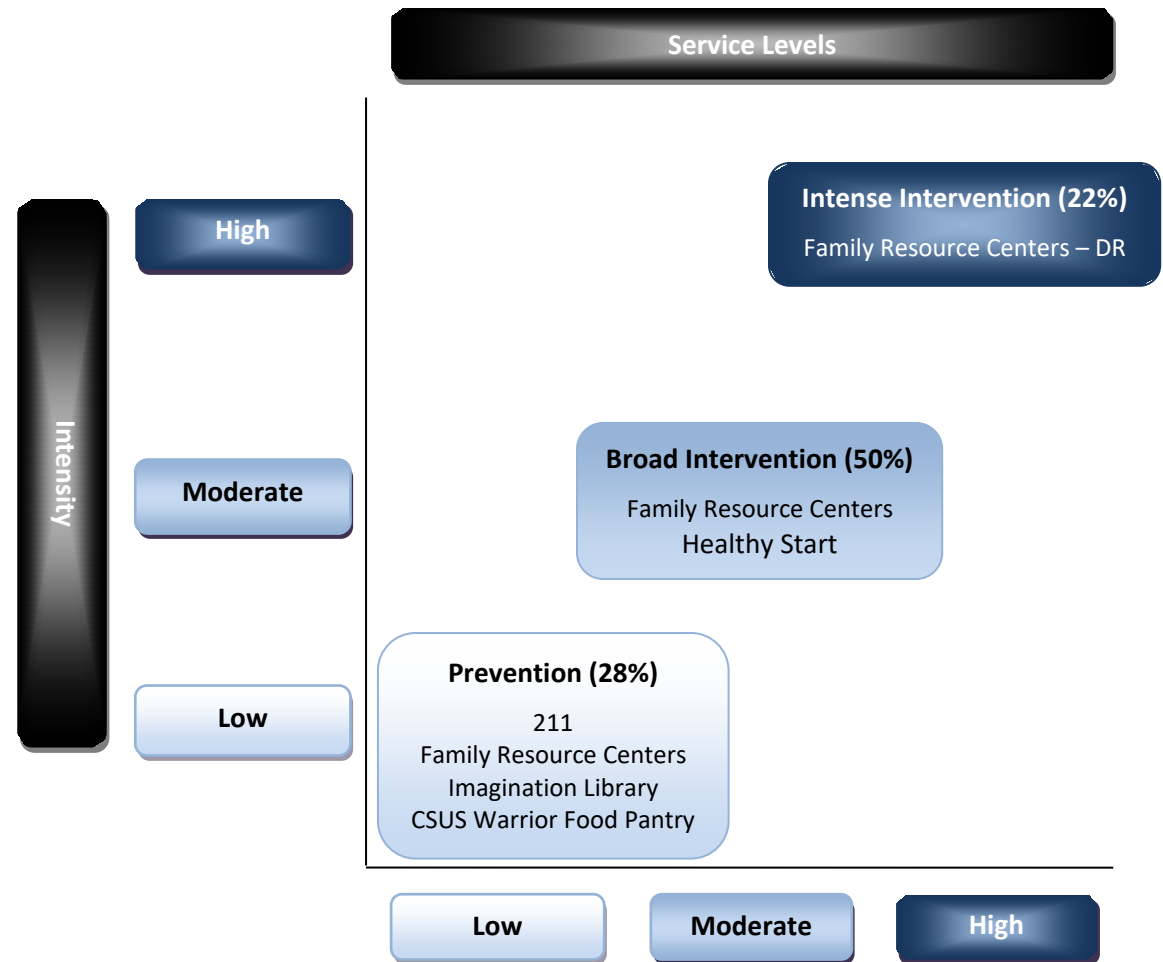 Service Levels
High
Intense Intervention (22%)
Family Resource Centers – DR
Intensity
Moderate
Broad Intervention (50%)
Family Resource Centers
Healthy Start
Low
Prevention (28%)
211
Family Resource Centers
Imagination Library
CSUS Warrior Food Pantry
Low
Moderate
High